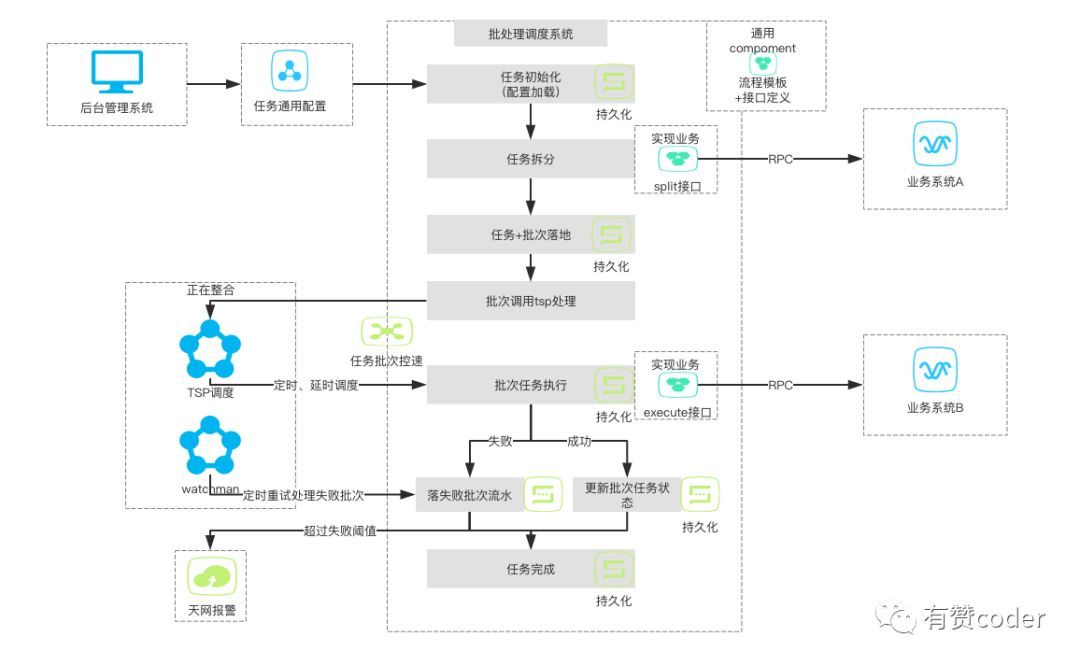 批处理调度系统
通用
compoment
流程模板
+接口定义
后台管理系统
任务通用配置
任务初始化
（配置加载）
持久化
任务拆分
实现业务
split接口
RPC
业务系统A
任务+批次落地
持久化
批次调用tsp处理
正在整合
TSP调度
任务批次控速
定时、延时调度
批次任务执行
持久化
实现业务
execute接口
RPC
业务系统B
失败
成功
watchman
定时重试处理失败批次
落失败批次流水
更新批次任务状
态
持久化
超过失败阈值
天网报警
任务完成
持久化
有赞coder